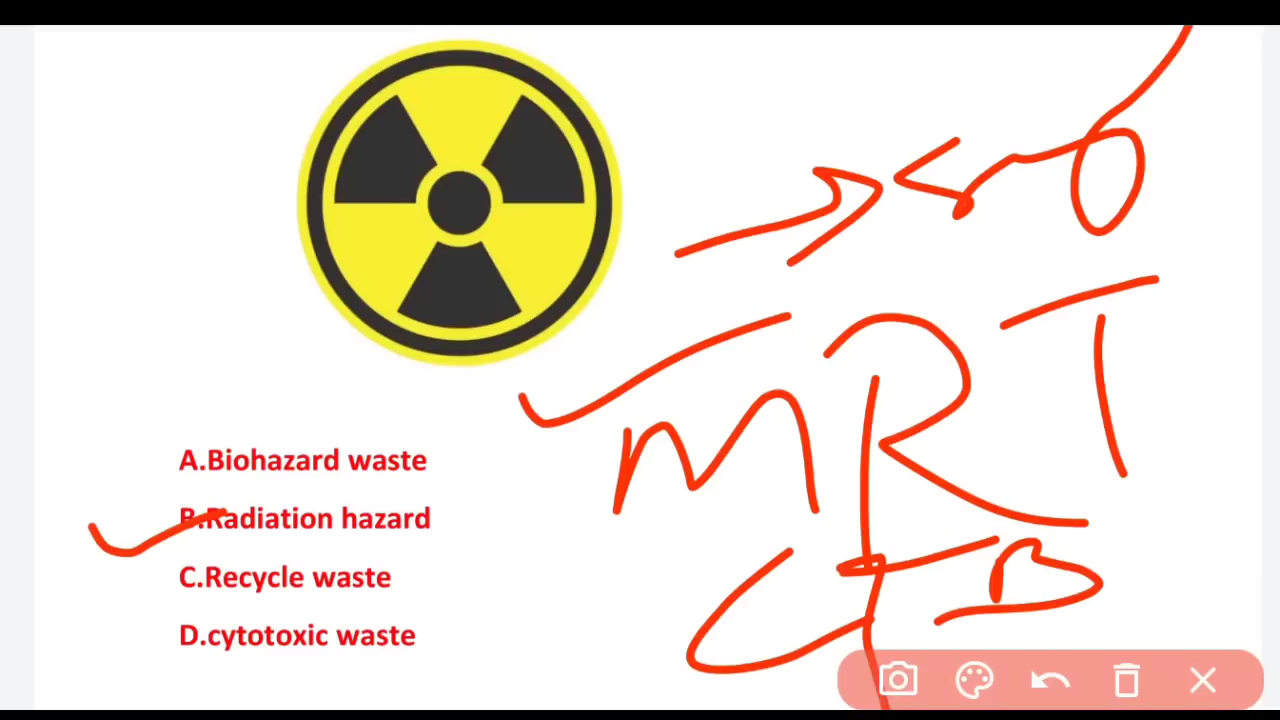 MRT
A.Biohazard waste
B.Radiation hazard
C.Recycle waste
D.cytotoxic waste